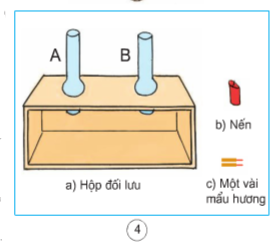 A B
b) Nến
a) Hộp đối lưu
c) Một vài
mẩu hương
4